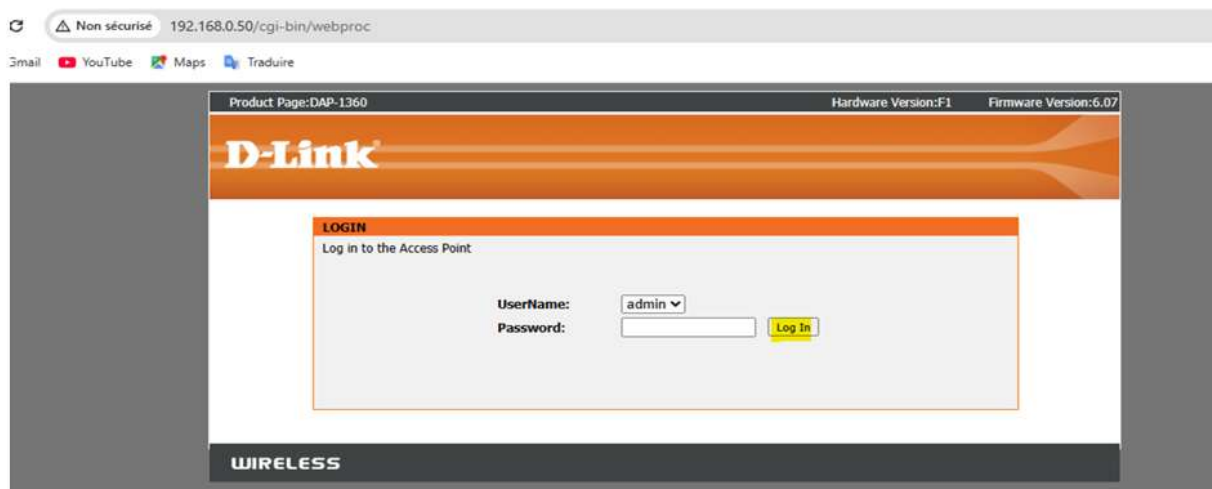 Non sécurisé 192.168.0.50/cgi-bin/webproc
Gmail YouTube Maps Traduire
Product Page:DAP-1360 Hardware Version:F1 Firmware Version:6.07
D-Link
LOGIN
Log in to the Access Point
UserName: admin
Password: Log In
WIRELESS